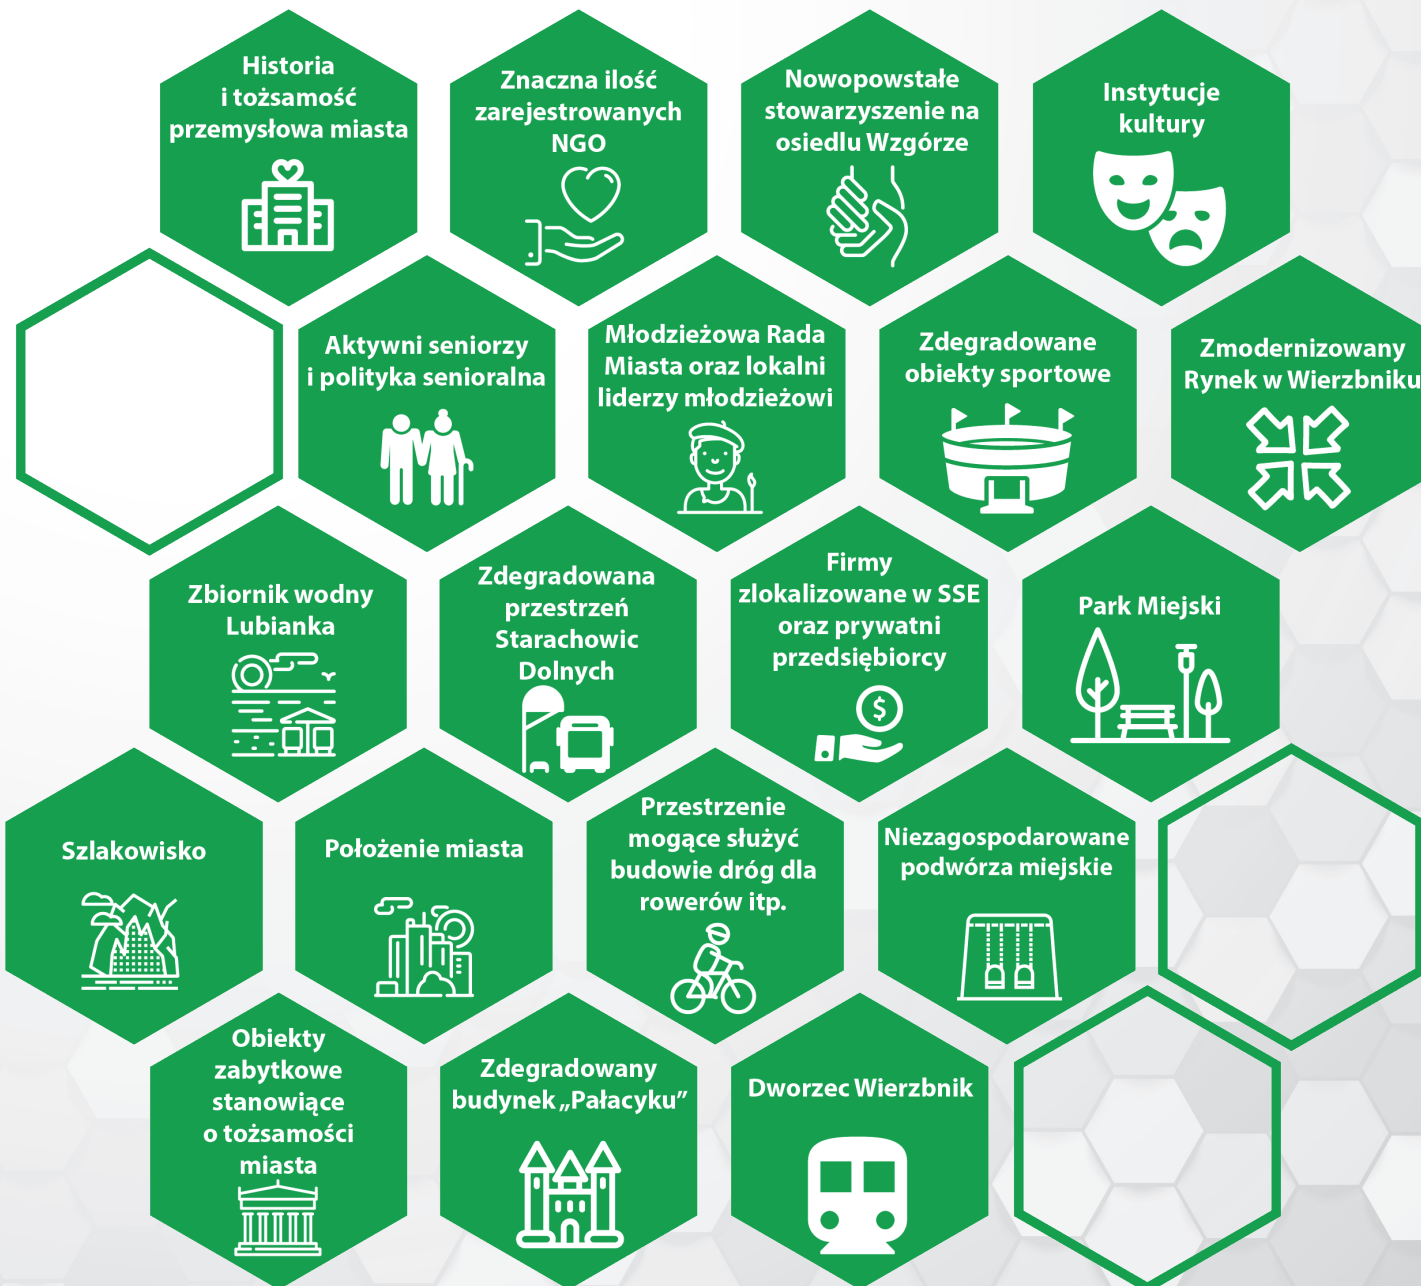 Historia
i tożsamość
przemysłowa miasta
Znaczna ilość
zarejestrowanych
NGO
Nowopowstałe
stowarzyszenie na
osiedlu Wzgórze
Instytucje
kultury
Aktywni seniorzy
i polityka senioralna
Młodzieżowa Rada
Miasta oraz lokalni
liderzy młodzieżowi
Zdegradowane
obiekty sportowe
Zmodernizowany
Rynek w Wierzbniku
Zbiornik wodny
Lubianka
Zdegradowana
przestrzeń
Starachowic
Dolnych
Firmy
zlokalizowane w SSE
oraz prywatni
przedsiębiorcy
$
Park Miejski
Szlakowisko
Położenie miasta
Przestrzenie
mogące służyć
budowie dróg dla
rowerów itp.
Niezagospodarowane
podwórza miejskie
Obiekty
zabytkowe
stanowiące
o tożsamości
miasta
Zdegradowany
budynek „Pałacyku”
Dworzec Wierzbnik